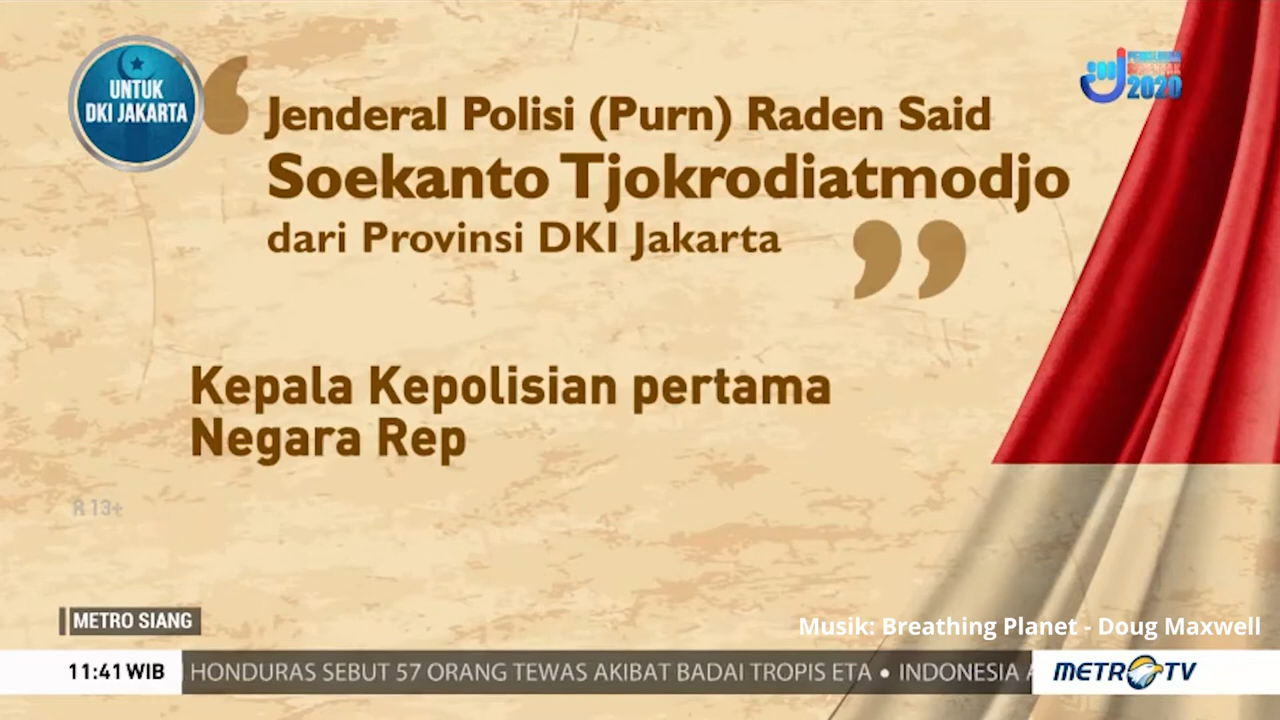 UNTUK
DKI JAKARTA
Jenderal Polisi (Purn) Raden Said
Soekanto Tjokrodiatmodjo
dari Provinsi DKI Jakarta
2020
Kepala Kepolisian pertama
Negara Rep
R 13+
METRO SIANG
Musik: Breathing Planet - Doug Maxwell
11:41 WIB
HONDURAS SEBUT 57 ORANG TEWAS AKIBAT BADAI TROPIS ETA • INDONESIA
METRO TV